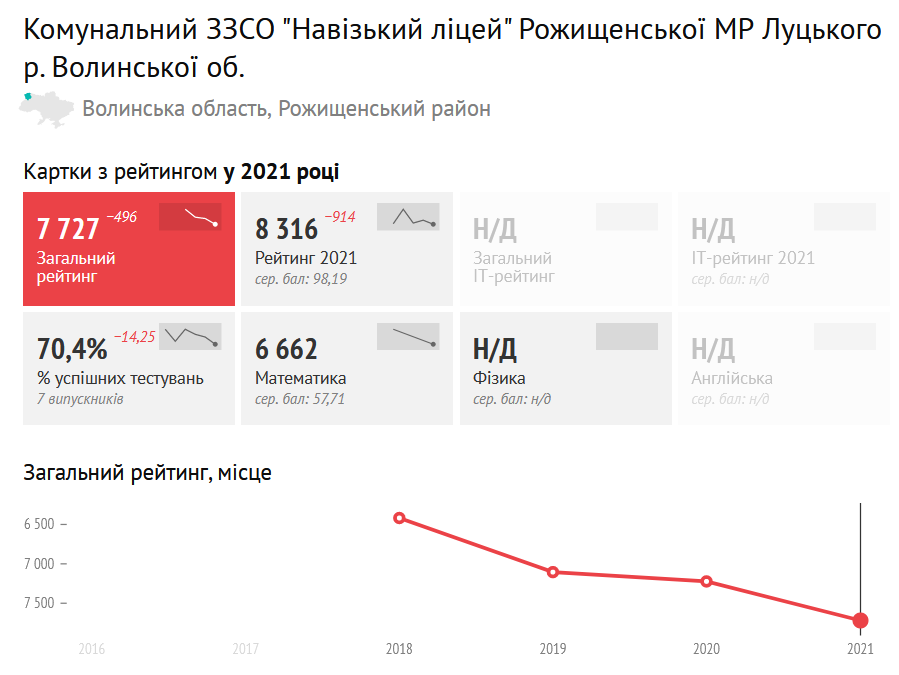 Комунальний ЗЗСО "Навізький ліцей" Рожищенської МР Луцького
р. Волинської об.
Волинська область, Рожищенський район
Картки з рейтингом у 2021 році
7 727 −496
Загальний
рейтинг
8 316 −914
Рейтинг 2021
сер. бал: 98,19
Н/Д
Загальний
ІТ-рейтинг
Н/Д
ІТ-рейтинг 2021
сер. бал: н/д
70,4% −14,25
% успішних тестувань
7 випускників
6 662
Математика
сер. бал: 57,71
Н/Д
Фізика
сер. бал: н/д
Н/Д
Англійська
сер. бал: н/д
Загальний рейтинг, місце
6 500
7 000
7 500
2016 2017 2018 2019 2020 2021